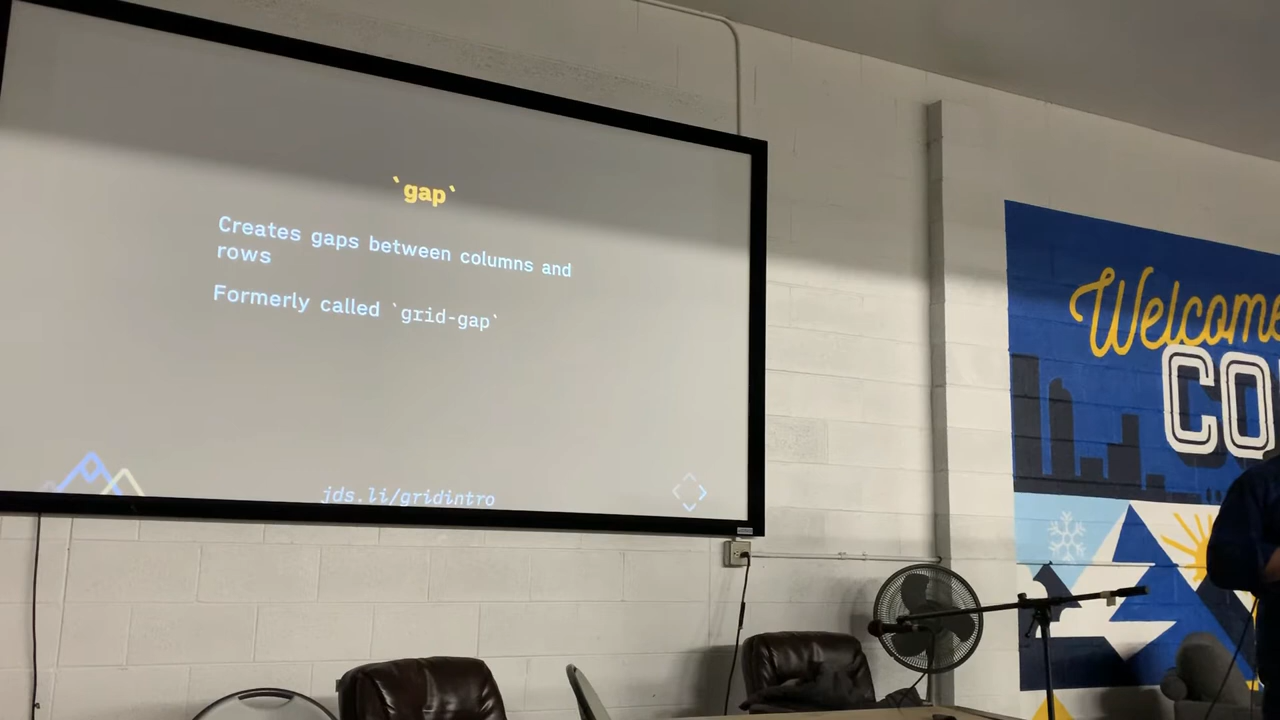 `gap`
Creates gaps between columns and
rows
Formerly called `grid-gap`
jds.li/gridintro
Welcome
CO